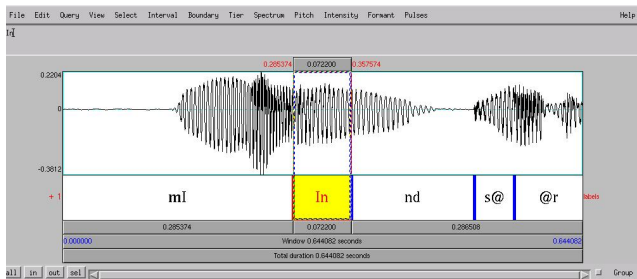 File Edit Query View Select Interval Boundary Tier Spectrum Pitch Intensity Formant Pulses Help
In
0.285374 0.072200 0.357574
0.2204
0
-0.3812
+ 1 mI In nd s@ @r labels
0.285374 0.072200 0.286508
0.000000 Window 0.644082 seconds 0.644082
Total duration 0.644082 seconds
all in out sel Group